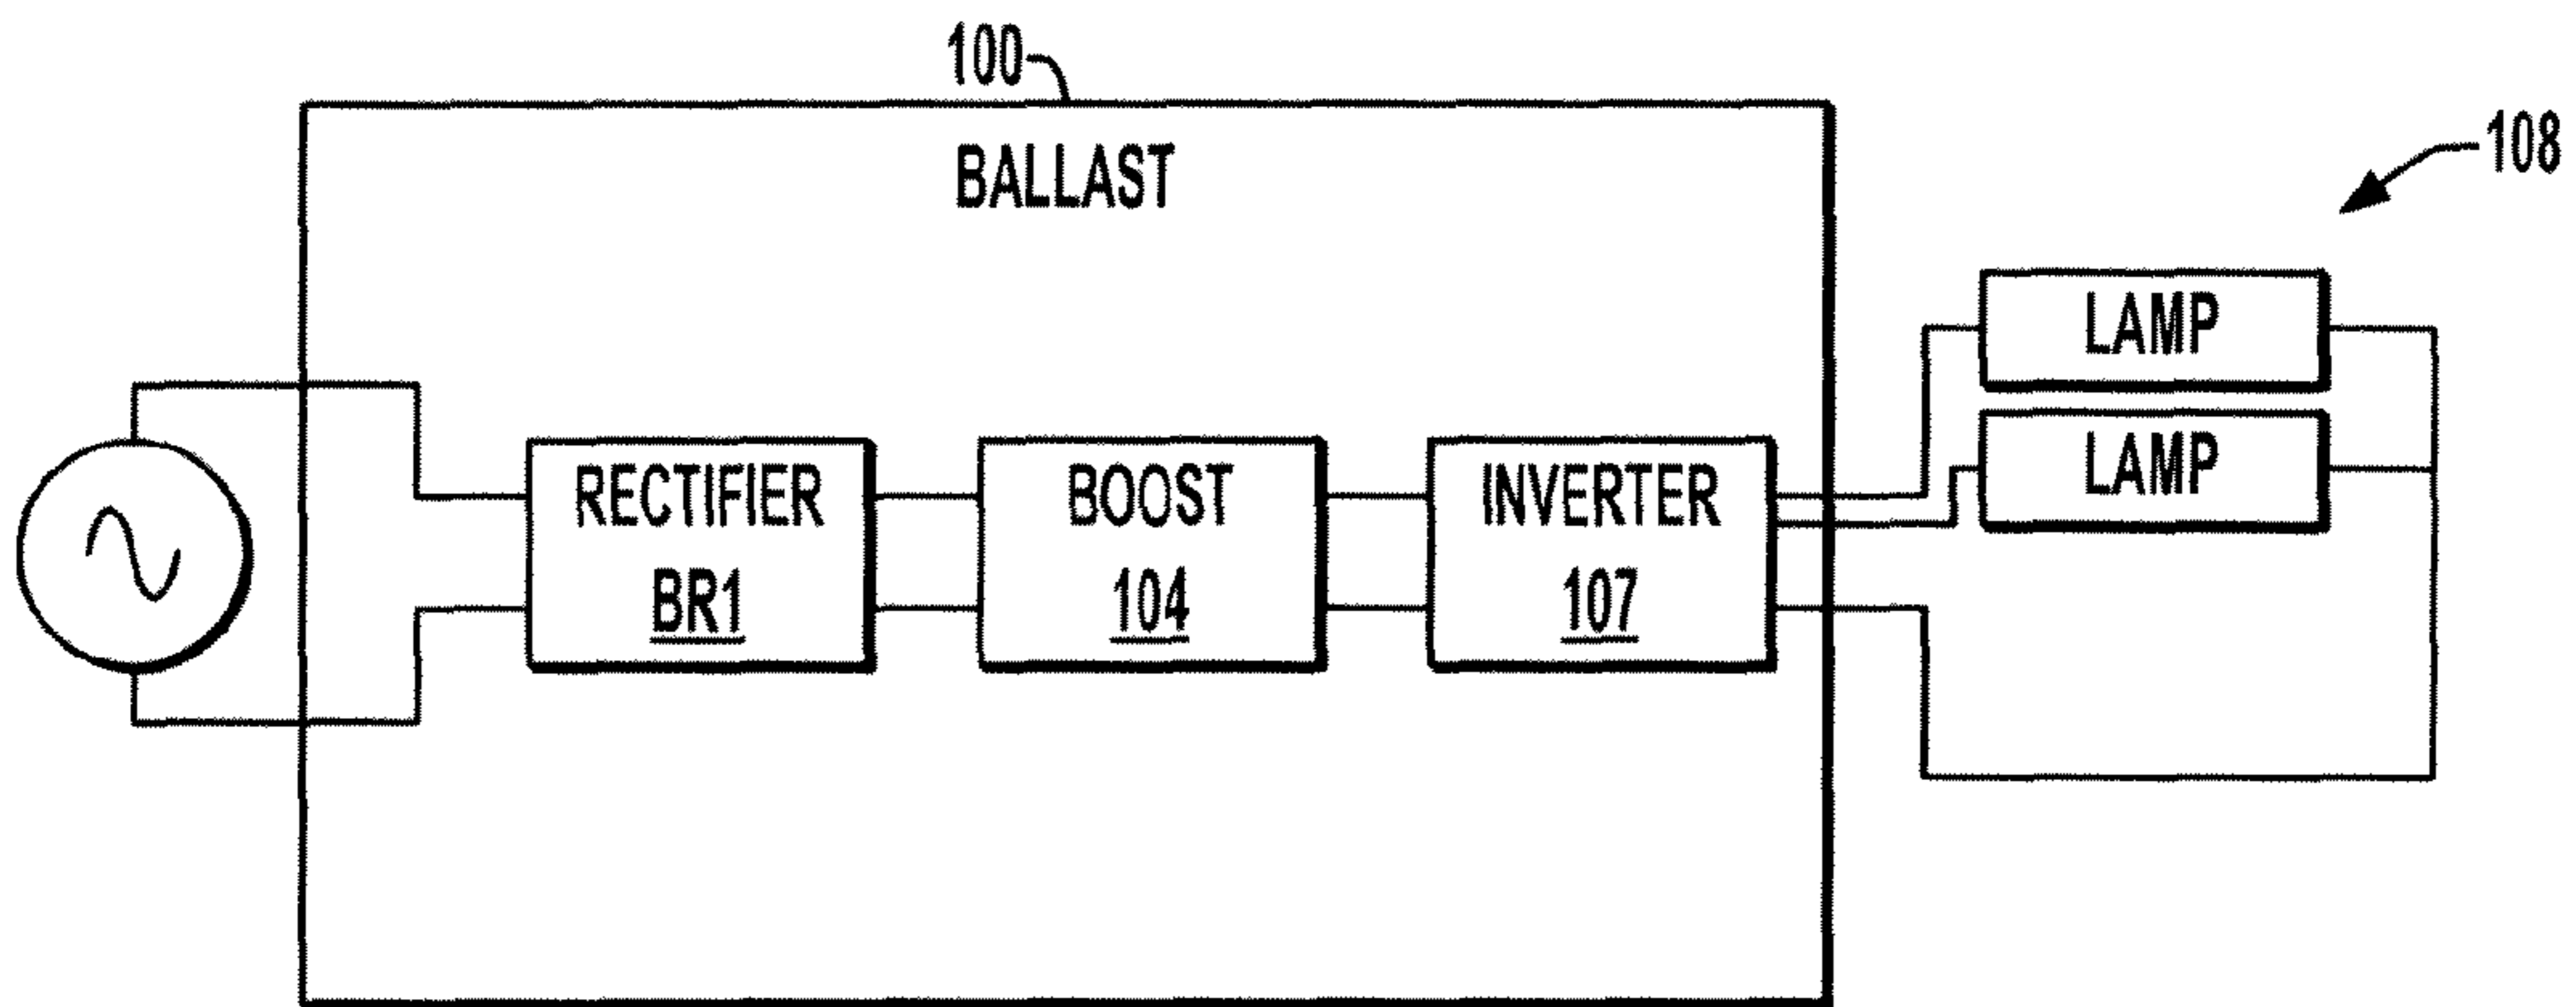 100
BALLAST
108
LAMP
LAMP
RECTIFIER
BR1
BOOST
104
INVERTER
107